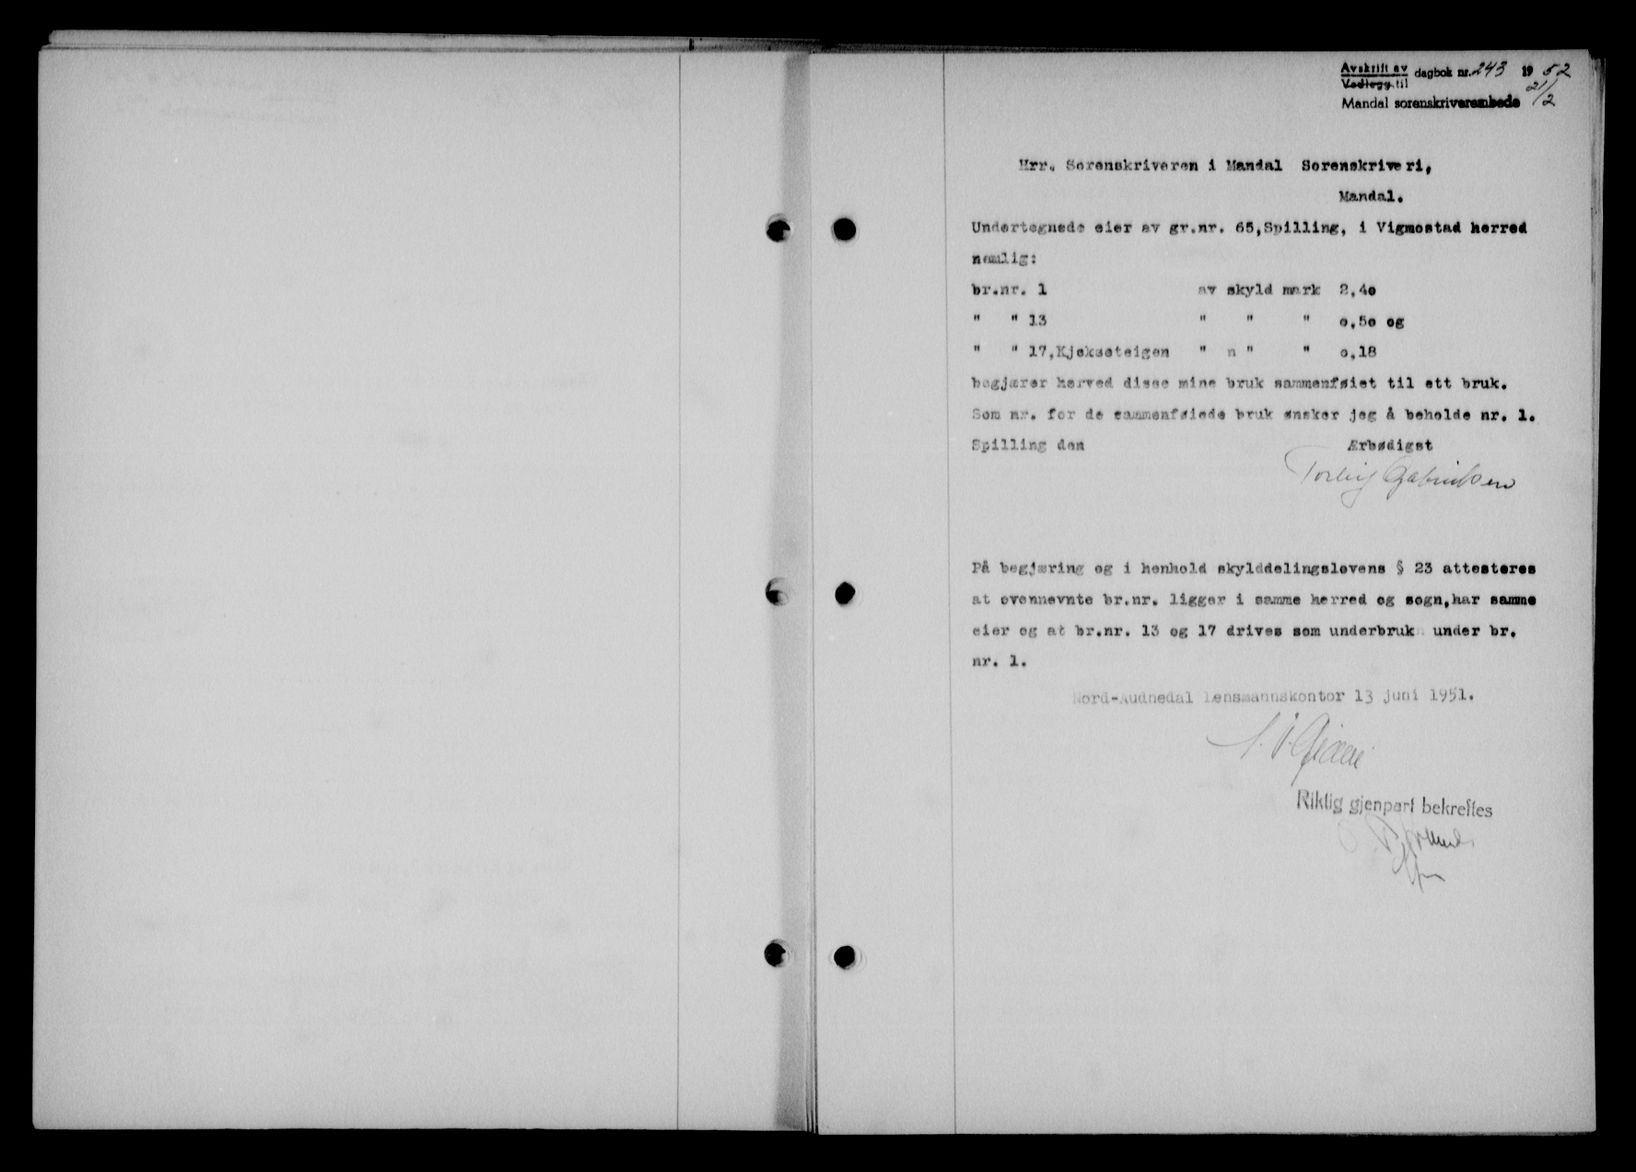 Avskrift av dagbok nr. 243 1952
Vedlegg til 21/2
Mandal sorenskriverembede
Hrr. Sorenskriveren i Mandal Sorenskriveri,
Mandal.
Undertegnede eier av gr.nr. 65,Spilling, i Vigmostad herred
nemlig:
br.nr. 1 av skyld mark 2,4o
" " 13 " " " o,5o og
" " 17,Kjekseteigen " n " " o,18
begjærer herved disse mine bruk sammenføiet til ett bruk.
Som nr. for de sammenføiede bruk ønsker jeg å beholde nr. 1.
Spilling den Ærbødigst
Torleif Gabrielsen
På begjæring og i henhold skylddelingslovens § 23 attesteres
at ovennevnte br.nr. ligger i samme herred og sogn,har samme
eier og at br.nr. 13 og 17 drives som underbruk under br.
nr. 1.
Nord-Audnedal lensmannskontor 13 juni 1951.
Riktig gjenpart bekreftes